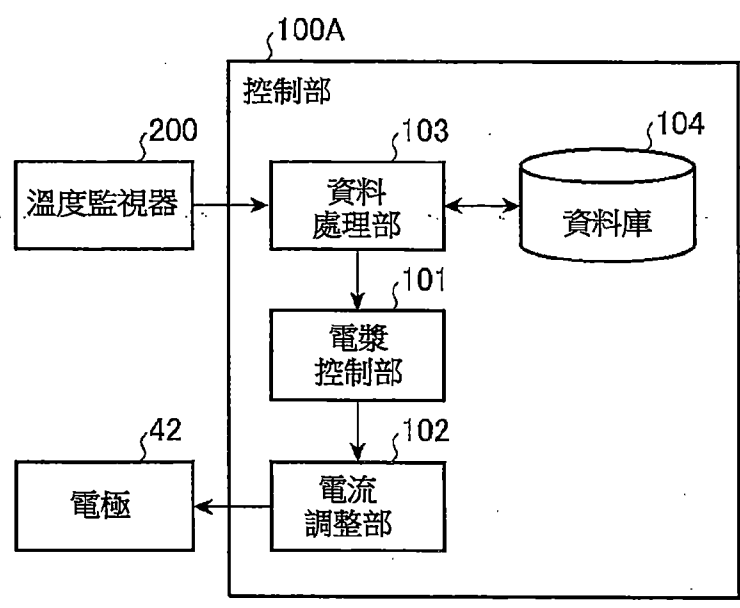 100A
控制部
200
溫度監視器
103
資料
處理部
104
資料庫
101
電漿
控制部
42
電極
102
電流
調整部